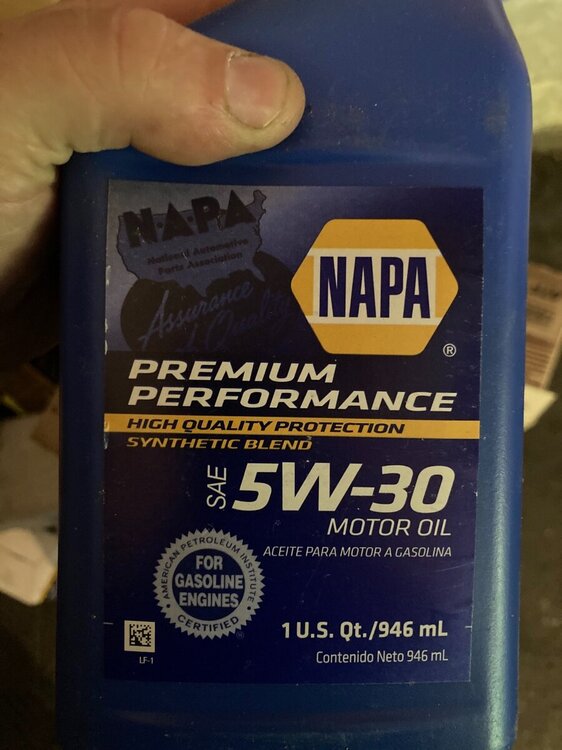 NAPA
National Automotive
Parts Association
Assurance
of Quality
NAPA
®
PREMIUM
PERFORMANCE
HIGH QUALITY PROTECTION
SYNTHETIC BLEND
SAE 5W-30
MOTOR OIL
ACEITE PARA MOTOR A GASOLINA
AMERICAN PETROLEUM INSTITUTE
FOR
GASOLINE
ENGINES
CERTIFIED
LF-1
1 U.S. Qt./946 mL
Contenido Neto 946 mL